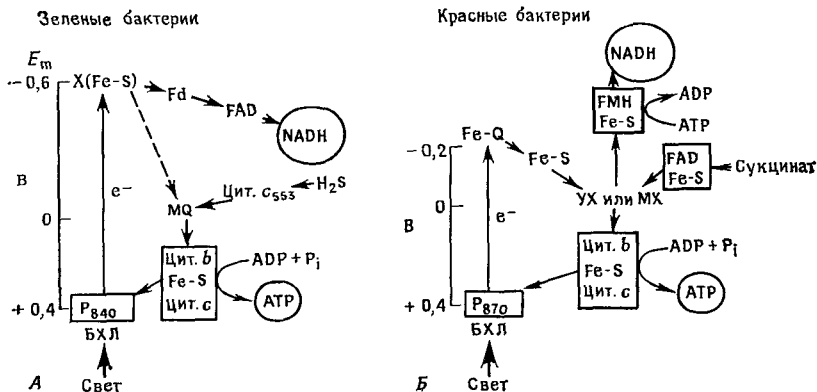 Зеленые бактерии
E_m
−0,6
X(Fe-S)
Fd
FAD
NADH
В
e−
H₂S
Цит. c₅₅₃
MQ
0
Цит. b
Fe-S
Цит. c
ADP + Pᵢ
ATP
+0,4
P₈₄₀
БХЛ
А
Свет
Красные бактерии
NADH
FMH
Fe-S
ADP
ATP
Fe-Q
−0,2
Fe-S
FAD
Fe-S
Сукцинат
УХ или МХ
0
В
e−
Цит. b
Fe-S
Цит. c
ADP + Pᵢ
ATP
+0,4
P₈₇₀
БХЛ
Б
Свет